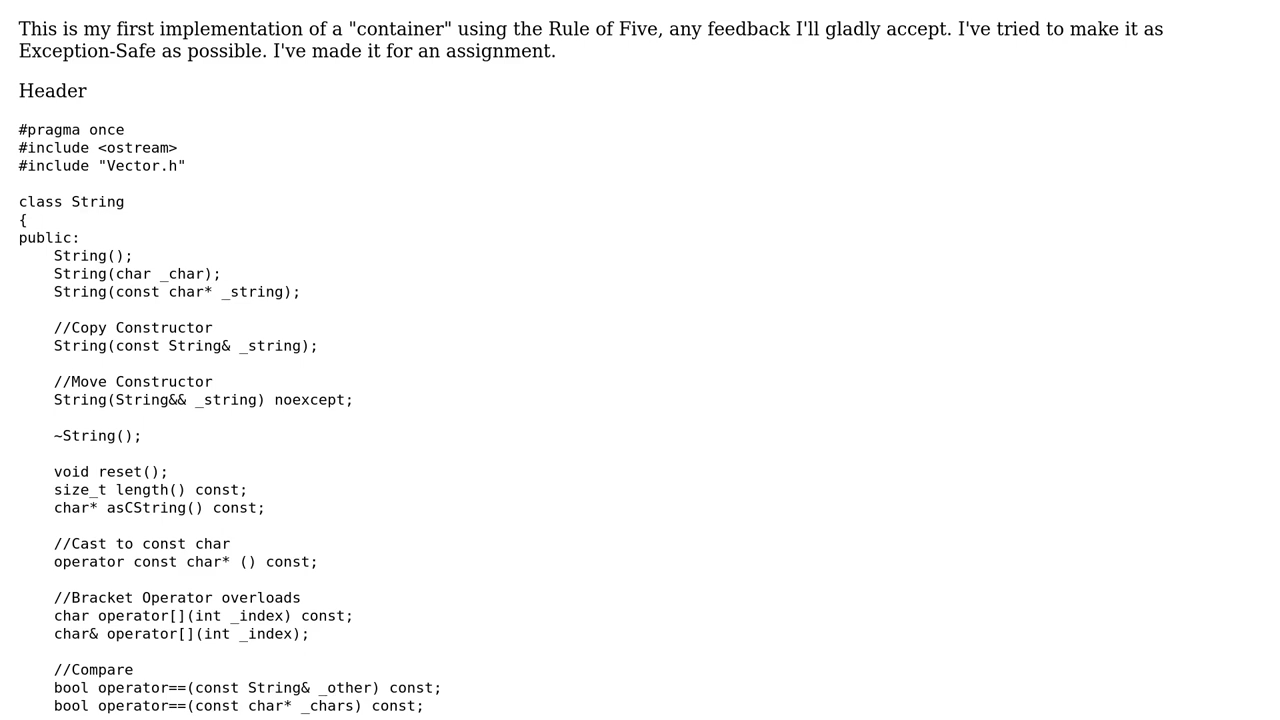 This is my first implementation of a "container" using the Rule of Five, any feedback I'll gladly accept. I've tried to make it as
Exception-Safe as possible. I've made it for an assignment.
Header
#pragma once
#include <ostream>
#include "Vector.h"
class String
{
public:
    String();
    String(char _char);
    String(const char* _string);
    //Copy Constructor
    String(const String& _string);
    //Move Constructor
    String(String&& _string) noexcept;
    ~String();
    void reset();
    size_t length() const;
    char* asCString() const;
    //Cast to const char
    operator const char* () const;
    //Bracket Operator overloads
    char operator[](int _index) const;
    char& operator[](int _index);
    //Compare
    bool operator==(const String& _other) const;
    bool operator==(const char* _chars) const;